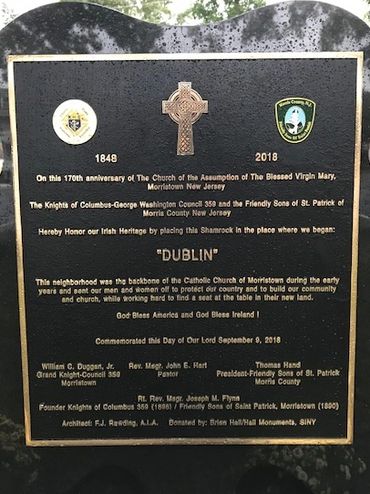 Morris County, N.J.
1848 2018
On this 170th anniversary of The Church of the Assumption of The Blessed Virgin Mary,
Morristown New Jersey
The Knights of Columbus-George Washington Council 359 and the Friendly Sons of St. Patrick of
Morris County New Jersey
Hereby Honor our Irish Heritage by placing this Shamrock in the place where we began:
"DUBLIN"
This neighborhood was the backbone of the Catholic Church of Morristown during the early
years and sent our men and women off to protect our country and to build our community
and church, while working hard to find a seat at the table in their new land.
God Bless America and God Bless Ireland !
Commemorated this Day of Our Lord September 9, 2018
William C. Duggan, Jr. Rev. Msgr. John E. Hart Thomas Hand
Grand Knight-Council 359 Pastor President-Friendly Sons of St. Patrick
Morristown Morris County
Rt. Rev. Msgr. Joseph M. Flynn
Founder Knights of Columbus 359 (1898) / Friendly Sons of Saint Patrick, Morristown (1890)
Architect: F.J. Rawding, A.I.A. Donated by: Brian Hall/Hall Monuments, SINY